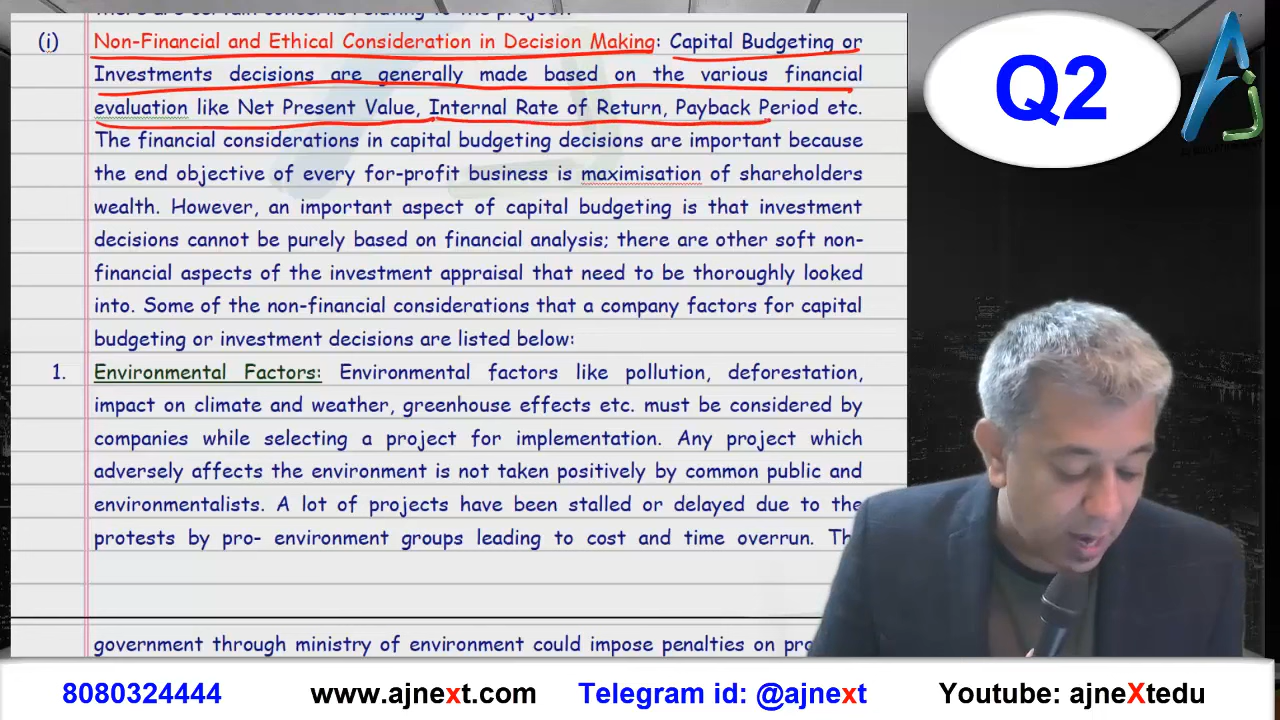 There are certain concerns relating to the project.
(i) Non-Financial and Ethical Consideration in Decision Making: Capital Budgeting or
Investments decisions are generally made based on the various financial
evaluation like Net Present Value, Internal Rate of Return, Payback Period etc.
The financial considerations in capital budgeting decisions are important because
the end objective of every for-profit business is maximisation of shareholders
wealth. However, an important aspect of capital budgeting is that investment
decisions cannot be purely based on financial analysis; there are other soft non-
financial aspects of the investment appraisal that need to be thoroughly looked
into. Some of the non-financial considerations that a company factors for capital
budgeting or investment decisions are listed below:
1. Environmental Factors: Environmental factors like pollution, deforestation,
impact on climate and weather, greenhouse effects etc. must be considered by
companies while selecting a project for implementation. Any project which
adversely affects the environment is not taken positively by common public and
environmentalists. A lot of projects have been stalled or delayed due to the
protests by pro- environment groups leading to cost and time overrun.
government through ministry of environment could impose penalties on
Q2
8080324444 www.ajnext.com Telegram id: @ajnext Youtube: ajneXtedu